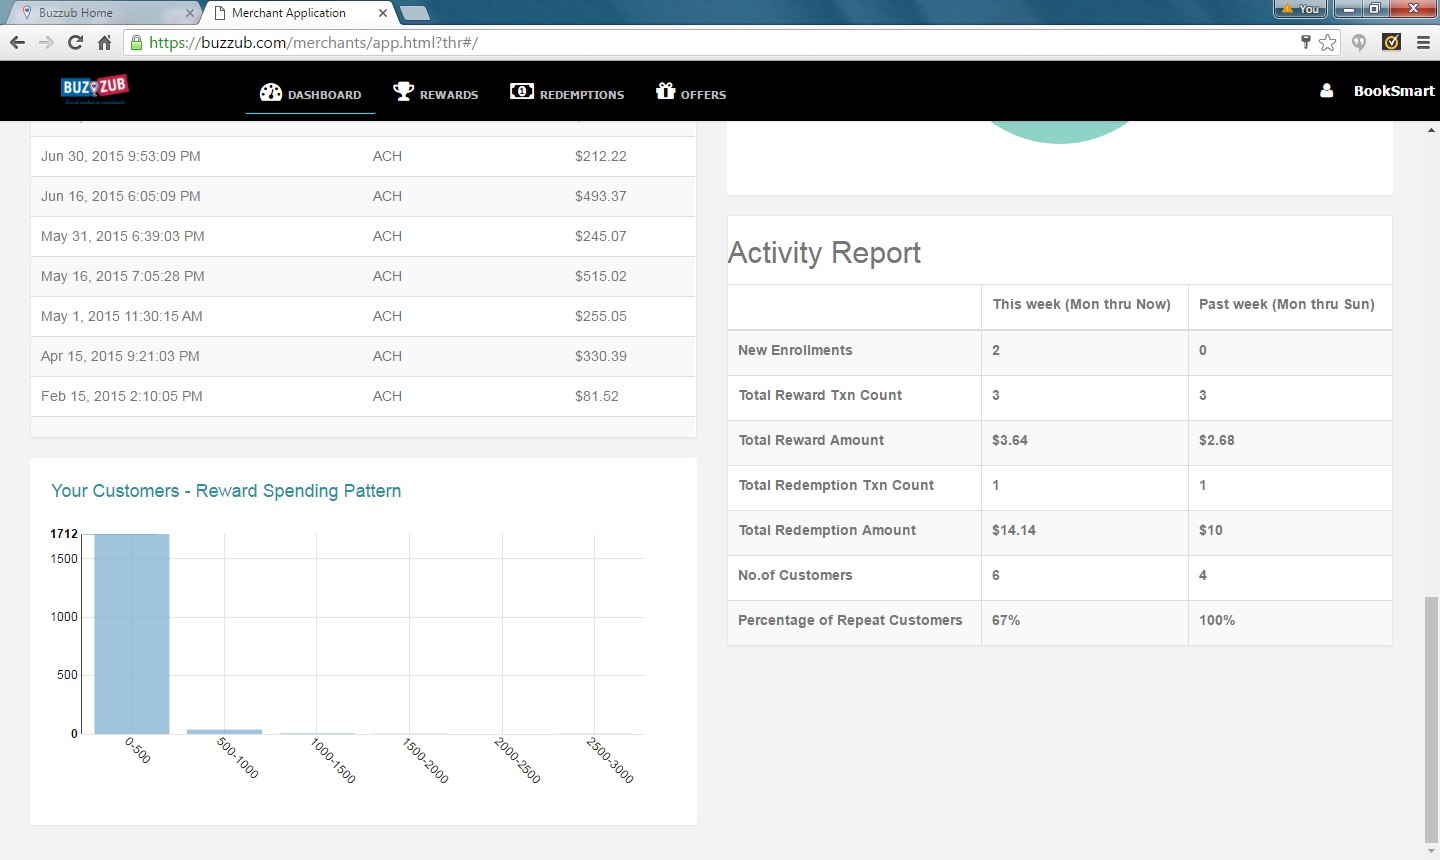 Buzzub Home
Merchant Application
You
https://buzzub.com/merchants/app.html?thr#/
BUZZUB
DASHBOARD
REWARDS
REDEMPTIONS
OFFERS
BookSmart
Jun 30, 2015 9:53:09 PM ACH $212.22
Jun 16, 2015 6:05:09 PM ACH $493.37
May 31, 2015 6:39:03 PM ACH $245.07
May 16, 2015 7:05:28 PM ACH $515.02
May 1, 2015 11:30:15 AM ACH $255.05
Apr 15, 2015 9:21:03 PM ACH $330.39
Feb 15, 2015 2:10:05 PM ACH $81.52
Your Customers - Reward Spending Pattern
1712
1500
1000
500
0
0-500
500-1000
1000-1500
1500-2000
2000-2500
2500-3000
Activity Report
This week (Mon thru Now) Past week (Mon thru Sun)
New Enrollments 2 0
Total Reward Txn Count 3 3
Total Reward Amount $3.64 $2.68
Total Redemption Txn Count 1 1
Total Redemption Amount $14.14 $10
No.of Customers 6 4
Percentage of Repeat Customers 67% 100%